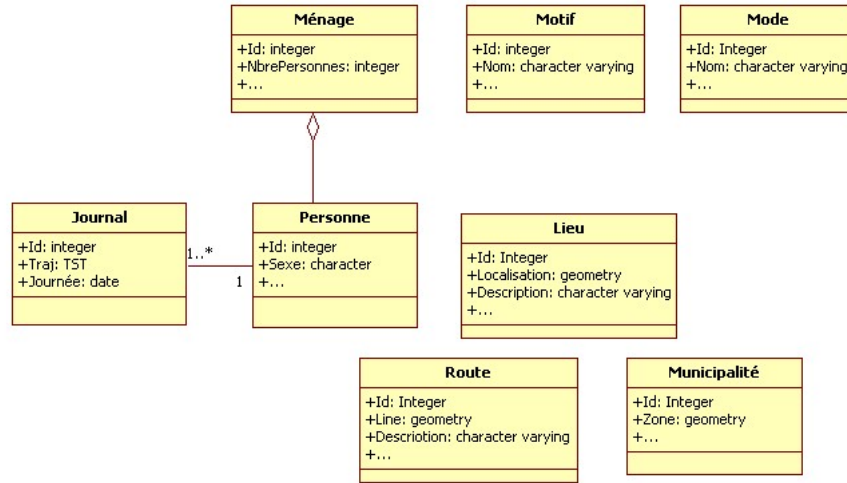 Ménage
+Id: integer
+NbrePersonnes: integer
+...
Motif
+Id: integer
+Nom: character varying
+...
Mode
+Id: Integer
+Nom: character varying
+...
Journal
+Id: integer
+Traj: TST
+Journée: date
1..*
1
Personne
+Id: integer
+Sexe: character
+...
Lieu
+Id: Integer
+Localisation: geometry
+Description: character varying
+...
Route
+Id: Integer
+Line: geometry
+Descriotion: character varying
+...
Municipalité
+Id: Integer
+Zone: geometry
+...